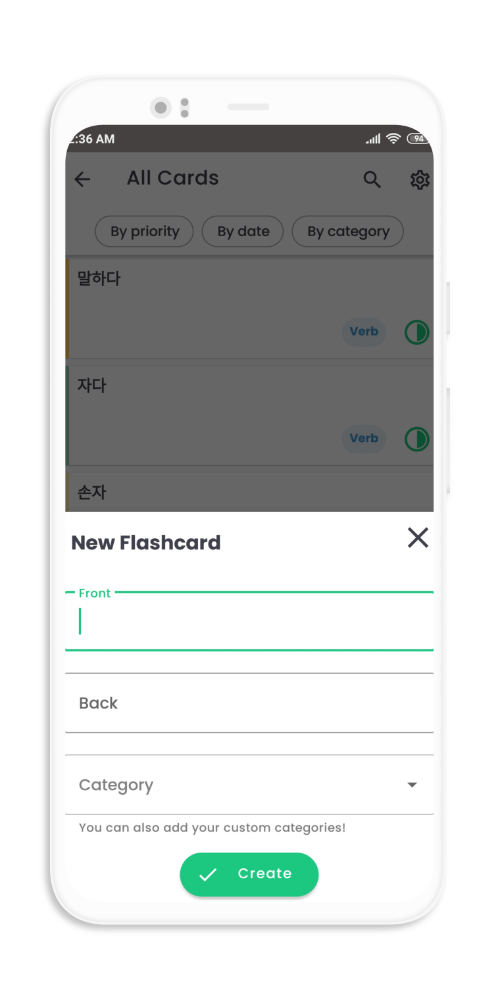 :36 AM 94
All Cards
By priority By date By category
말하다
Verb
자다
Verb
손자
New Flashcard
Front
Back
Category
You can also add your custom categories!
Create